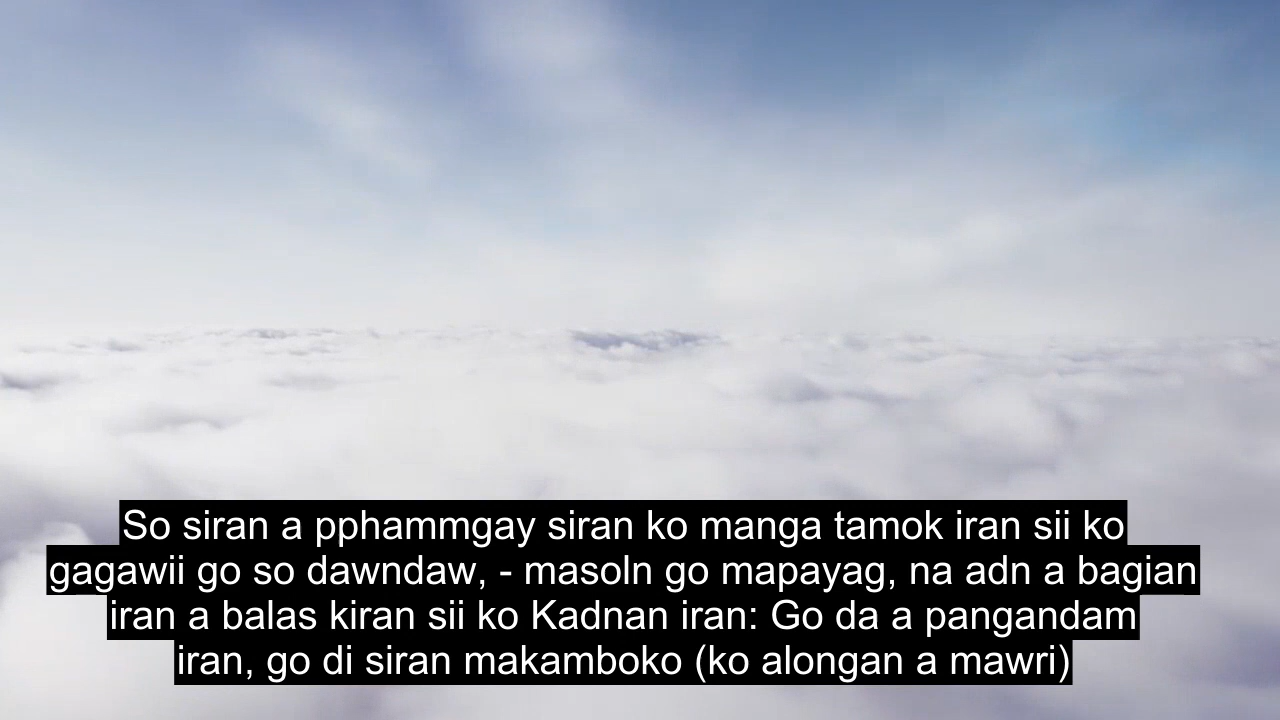 So siran a pphammgay siran ko manga tamok iran sii ko
gagawii go so dawndaw, - masoln go mapayag, na adn a bagian
iran a balas kiran sii ko Kadnan iran: Go da a pangandam
iran, go di siran makamboko (ko alongan a mawri)